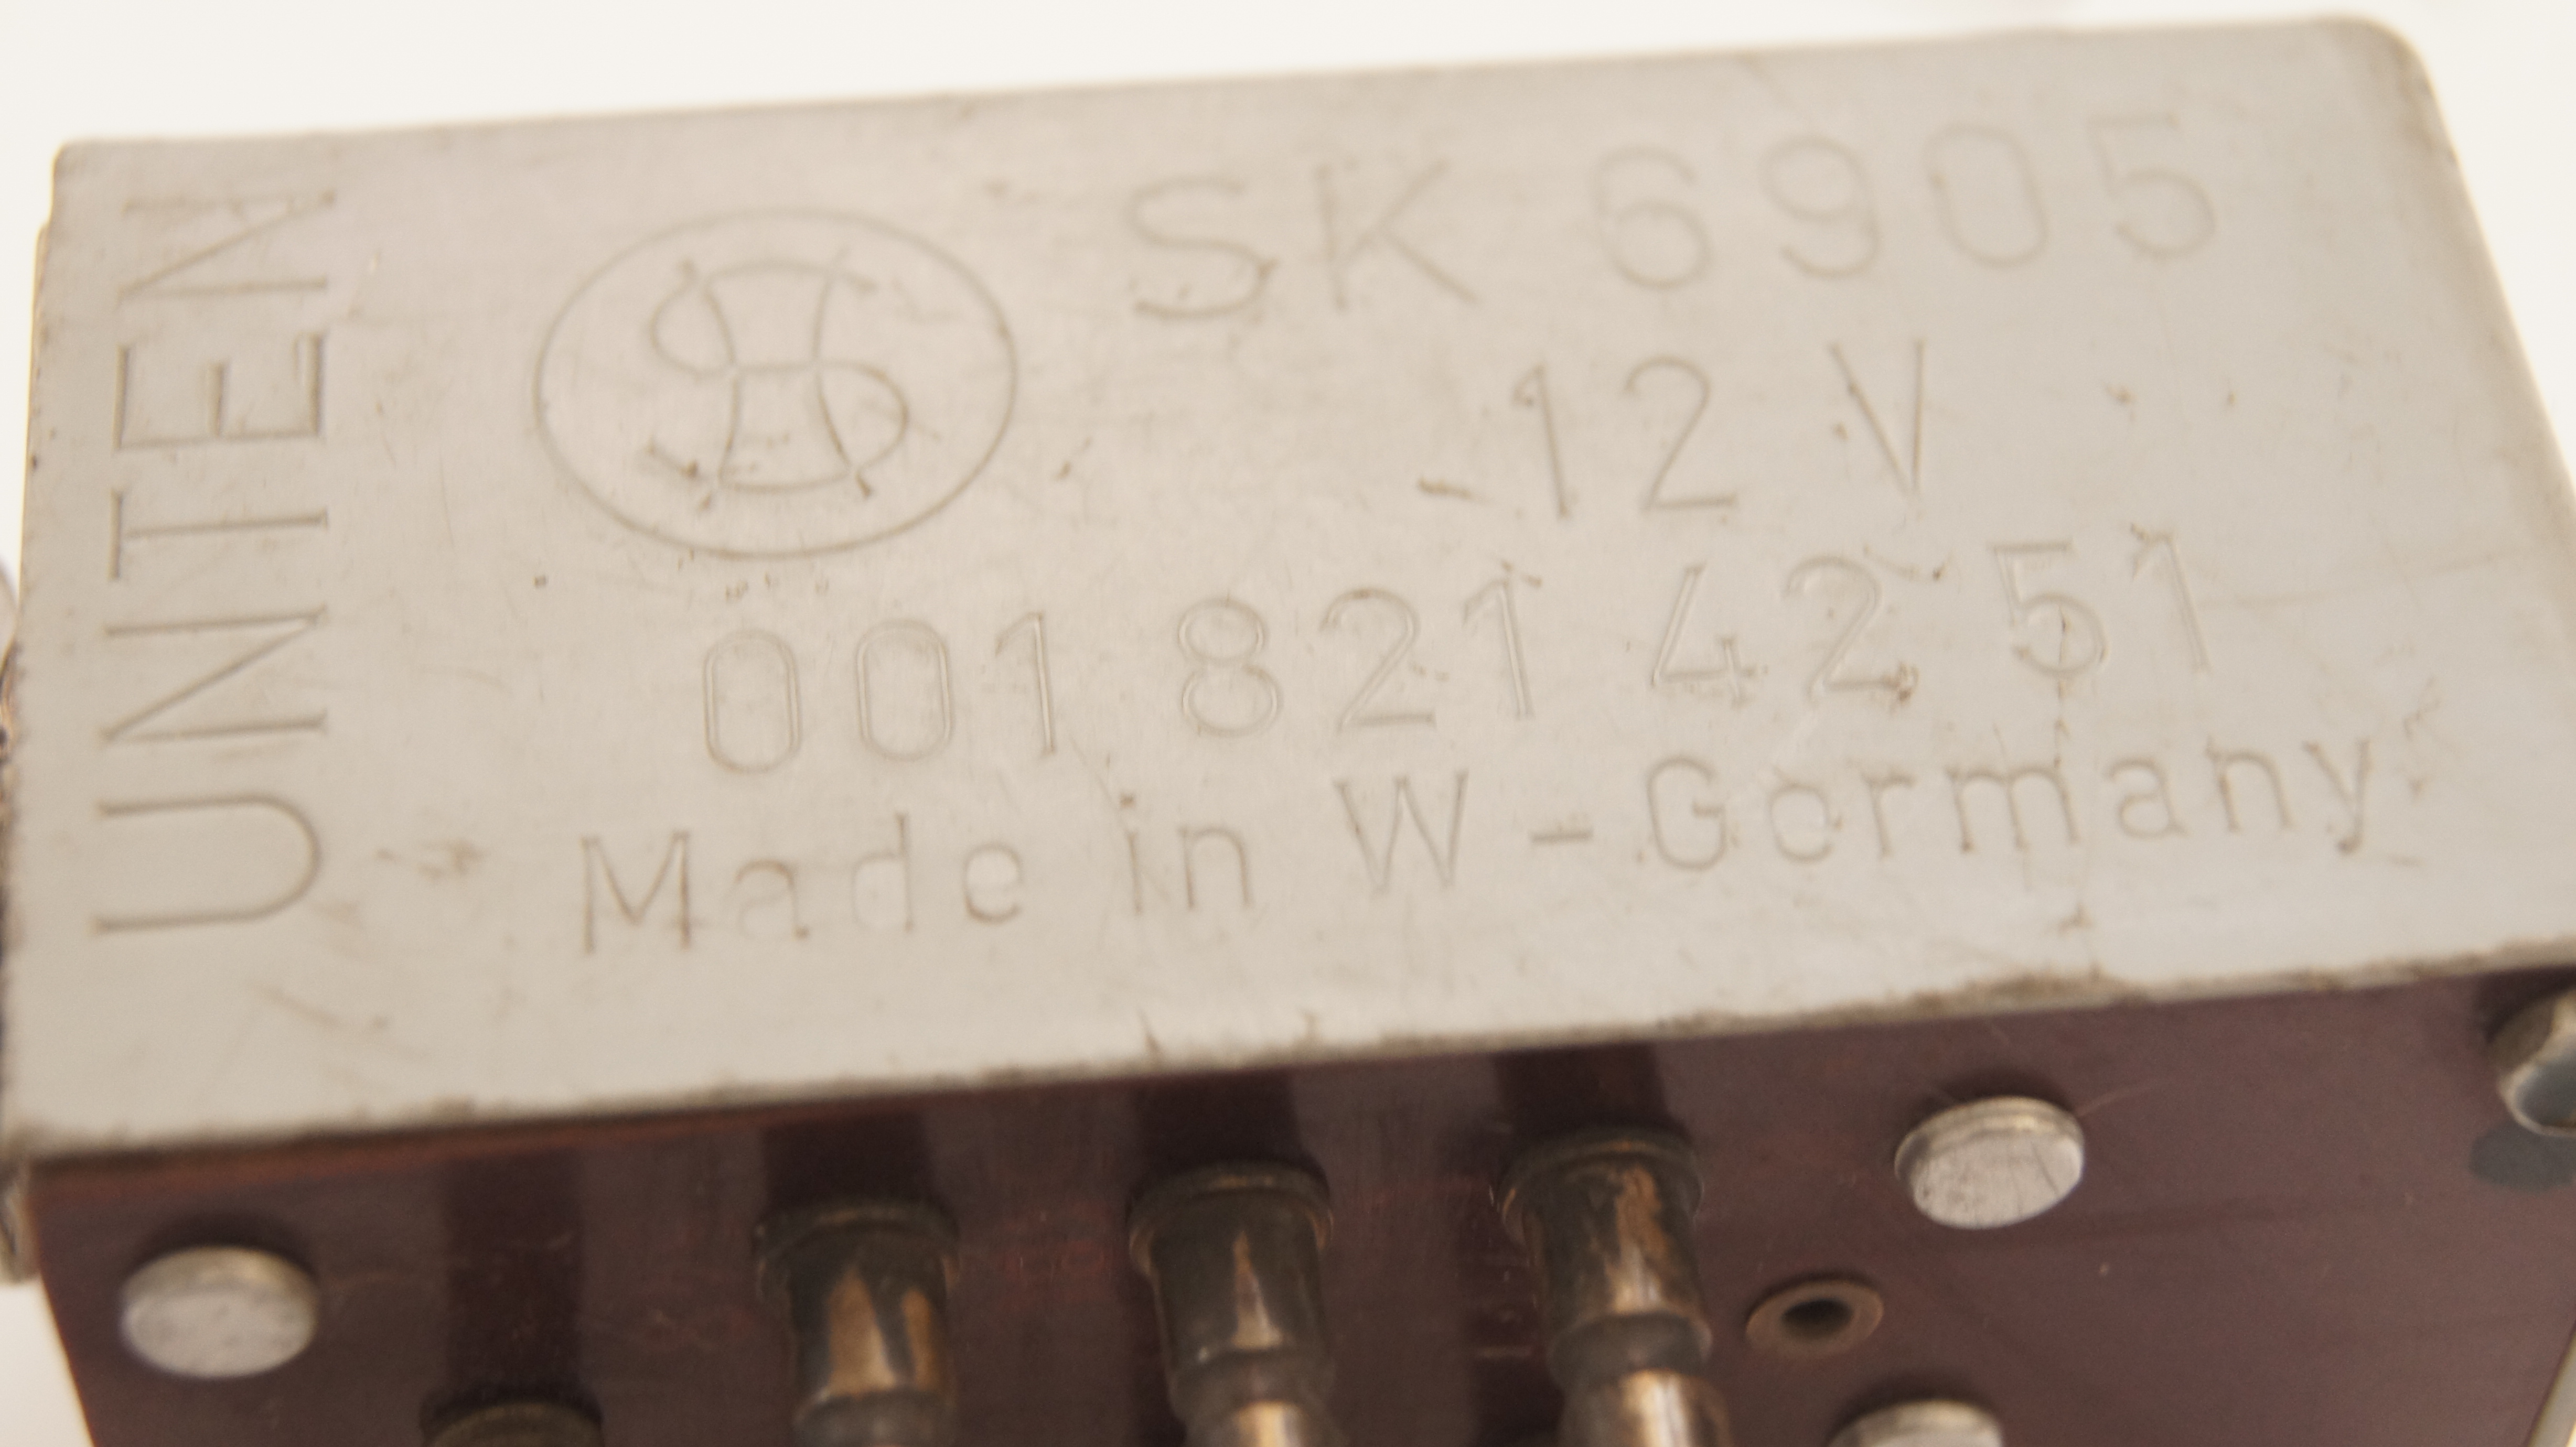 UNTEN
SK 6905
12 V
001 821 42 51
Made in W-Germany